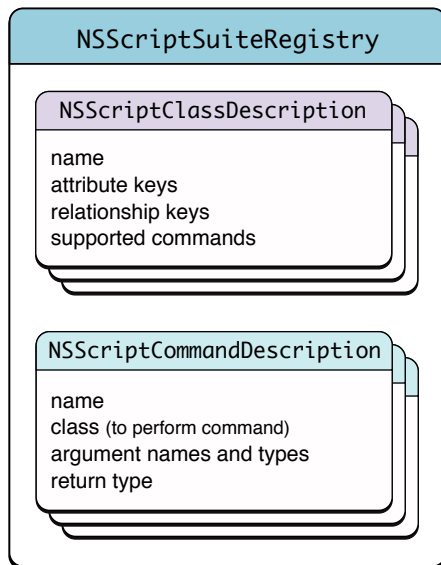 NSScriptSuiteRegistry
NSScriptClassDescription
name
attribute keys
relationship keys
supported commands
NSScriptCommandDescription
name
class (to perform command)
argument names and types
return type